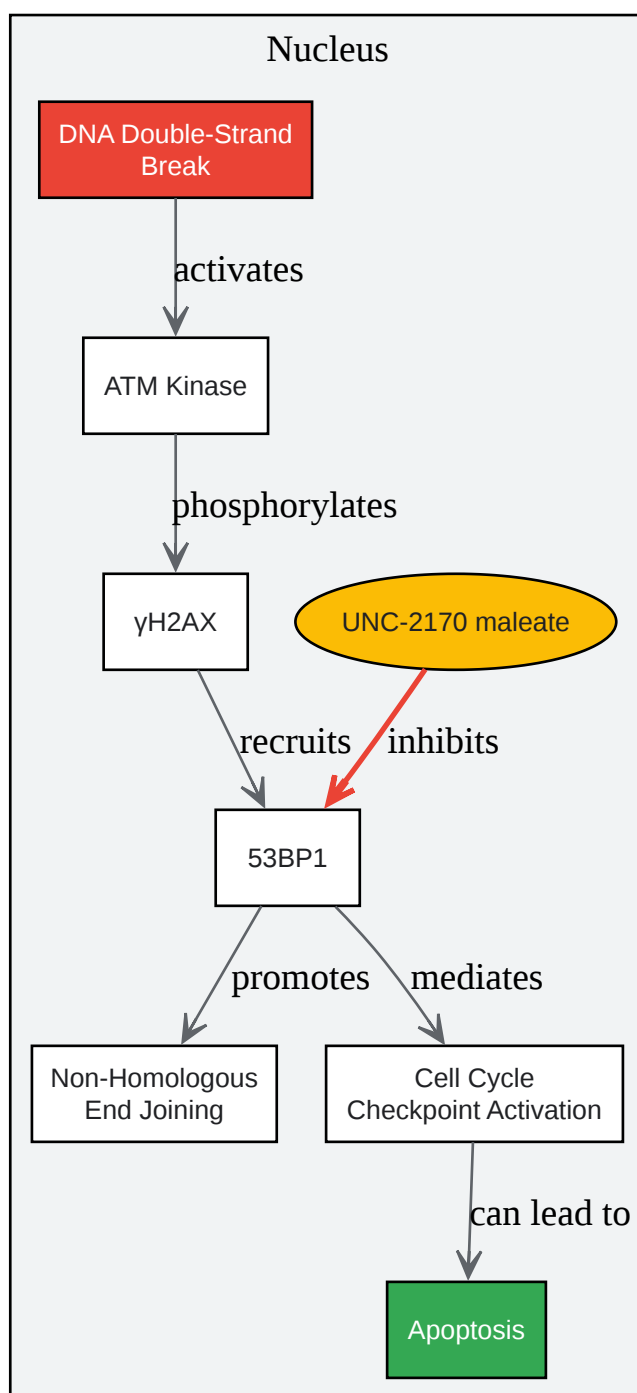 Nucleus
DNA Double-Strand
Break
activates
ATM Kinase
phosphorylates
γH2AX
UNC-2170 maleate
recruits
inhibits
53BP1
promotes
mediates
Non-Homologous
End Joining
Cell Cycle
Checkpoint Activation
can lead to
Apoptosis